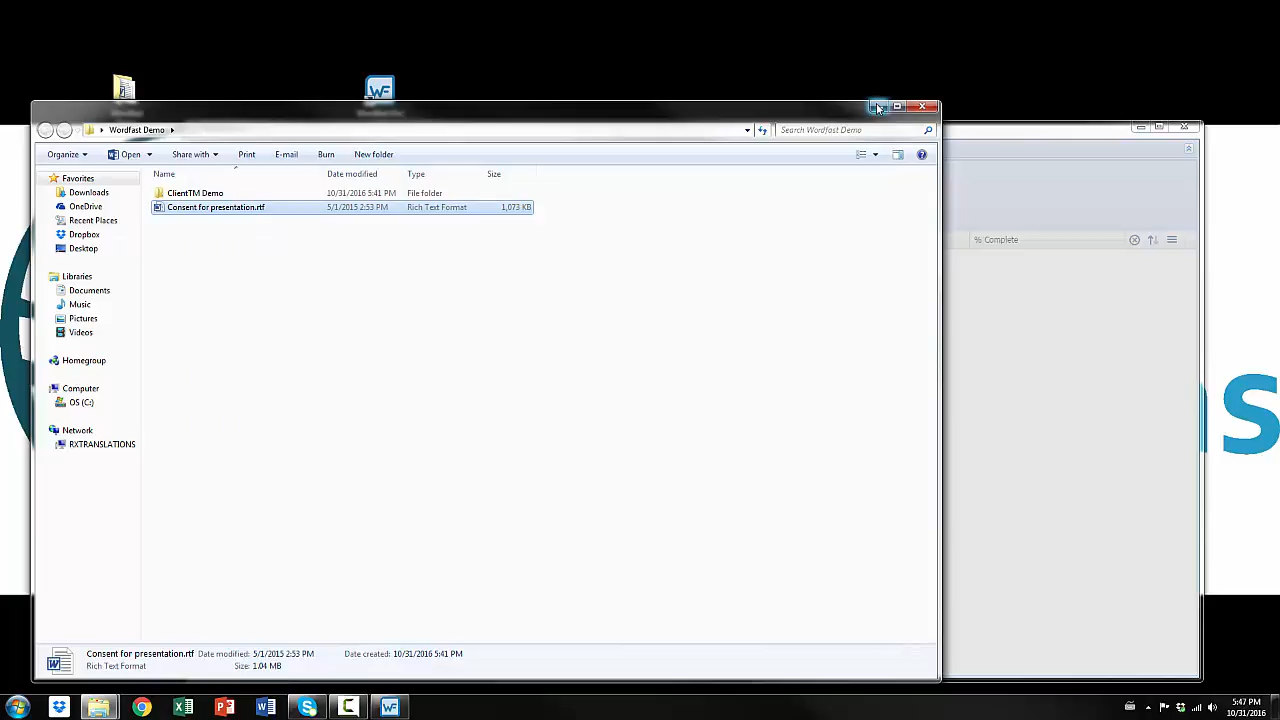 WF
Wordfast Demo
Search Wordfast Demo
Organize Open Share with Print E-mail Burn New folder
Name Date modified Type Size
Favorites
Downloads
OneDrive
Recent Places
Dropbox
Desktop
Libraries
Documents
Music
Pictures
Videos
Homegroup
Computer
OS (C:)
Network
RXTRANSLATIONS
ClientTM Demo 10/31/2016 5:41 PM File folder
Consent for presentation.rtf 5/1/2015 2:53 PM Rich Text Format 1,073 KB
% Complete
s
Consent for presentation.rtf Date modified: 5/1/2015 2:53 PM Date created: 10/31/2016 5:41 PM
Rich Text Format Size: 1.04 MB
WF
5:47 PM
10/31/2016